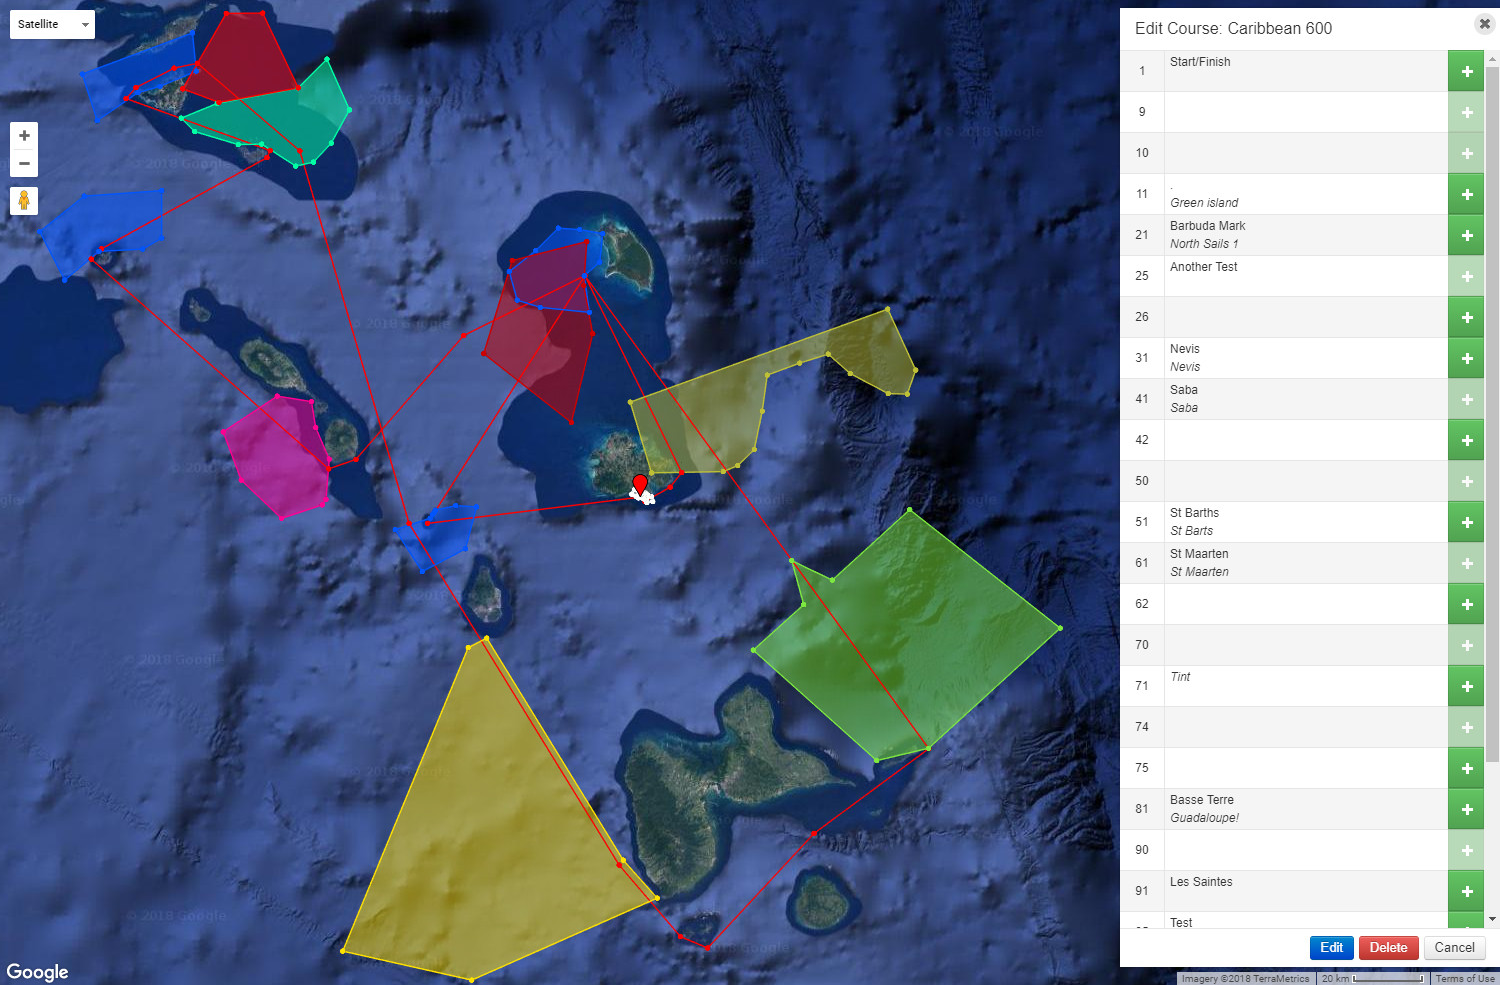 Satellite
Edit Course: Caribbean 600
1
Start/Finish
9
10
11
.
Green island
21
Barbuda Mark
North Sails 1
25
Another Test
26
31
Nevis
Nevis
41
Saba
Saba
42
50
51
St Barths
St Barts
61
St Maarten
St Maarten
62
70
71
Tint
74
75
81
Basse Terre
Guadaloupe!
90
91
Les Saintes
Test
Edit
Delete
Cancel
Google
Imagery ©2018 TerraMetrics
20 km
Terms of Use